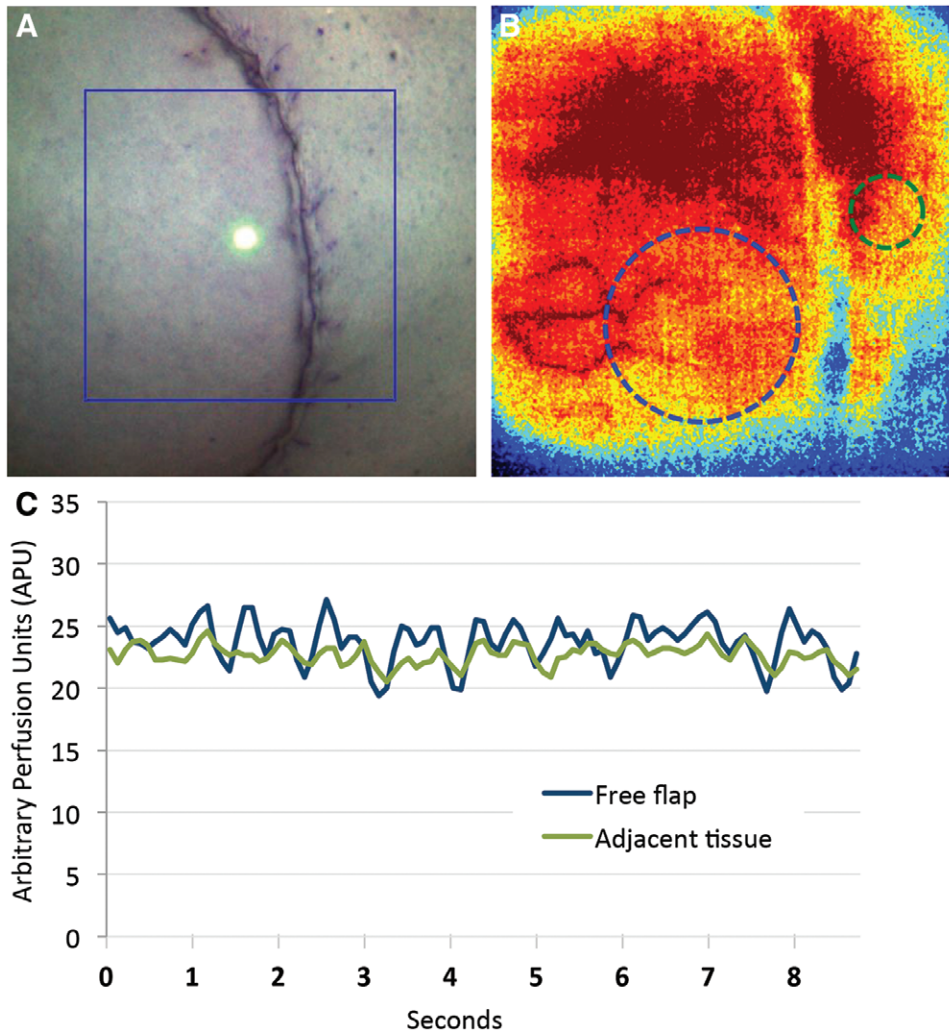 A
B
C
35
30
25
20
15
10
5
0
Arbitrary Perfusion Units (APU)
Free flap
Adjacent tissue
0 1 2 3 4 5 6 7 8
Seconds